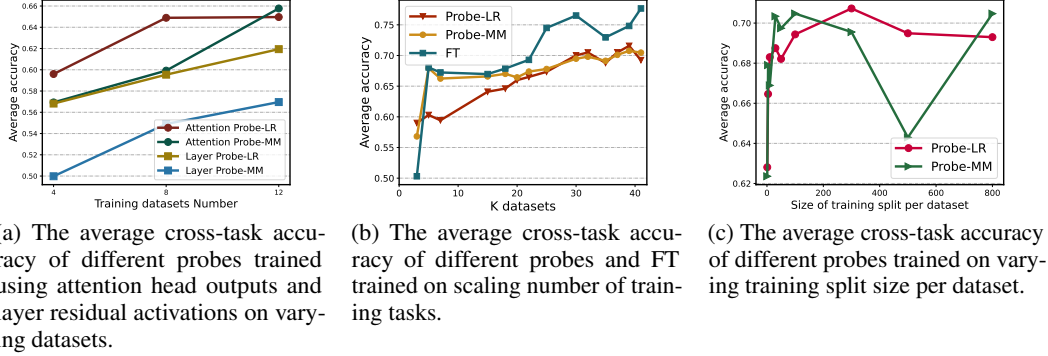 0.66
0.64
0.62
0.60
0.58
0.56
0.54
0.52
0.50
Average accuracy
4 8 12
Training datasets Number
Attention Probe-LR
Attention Probe-MM
Layer Probe-LR
Layer Probe-MM
0.75
0.70
0.65
0.60
0.55
0.50
Average accuracy
0 10 20 30 40
K datasets
Probe-LR
Probe-MM
FT
0.70
0.68
0.66
0.64
0.62
Average accuracy
0 200 400 600 800
Size of training split per dataset
Probe-LR
Probe-MM
(a) The average cross-task accu-
racy of different probes trained
using attention head outputs and
layer residual activations on vary-
ing datasets.
(b) The average cross-task accu-
racy of different probes and FT
trained on scaling number of train-
ing tasks.
(c) The average cross-task accuracy
of different probes trained on vary-
ing training split size per dataset.